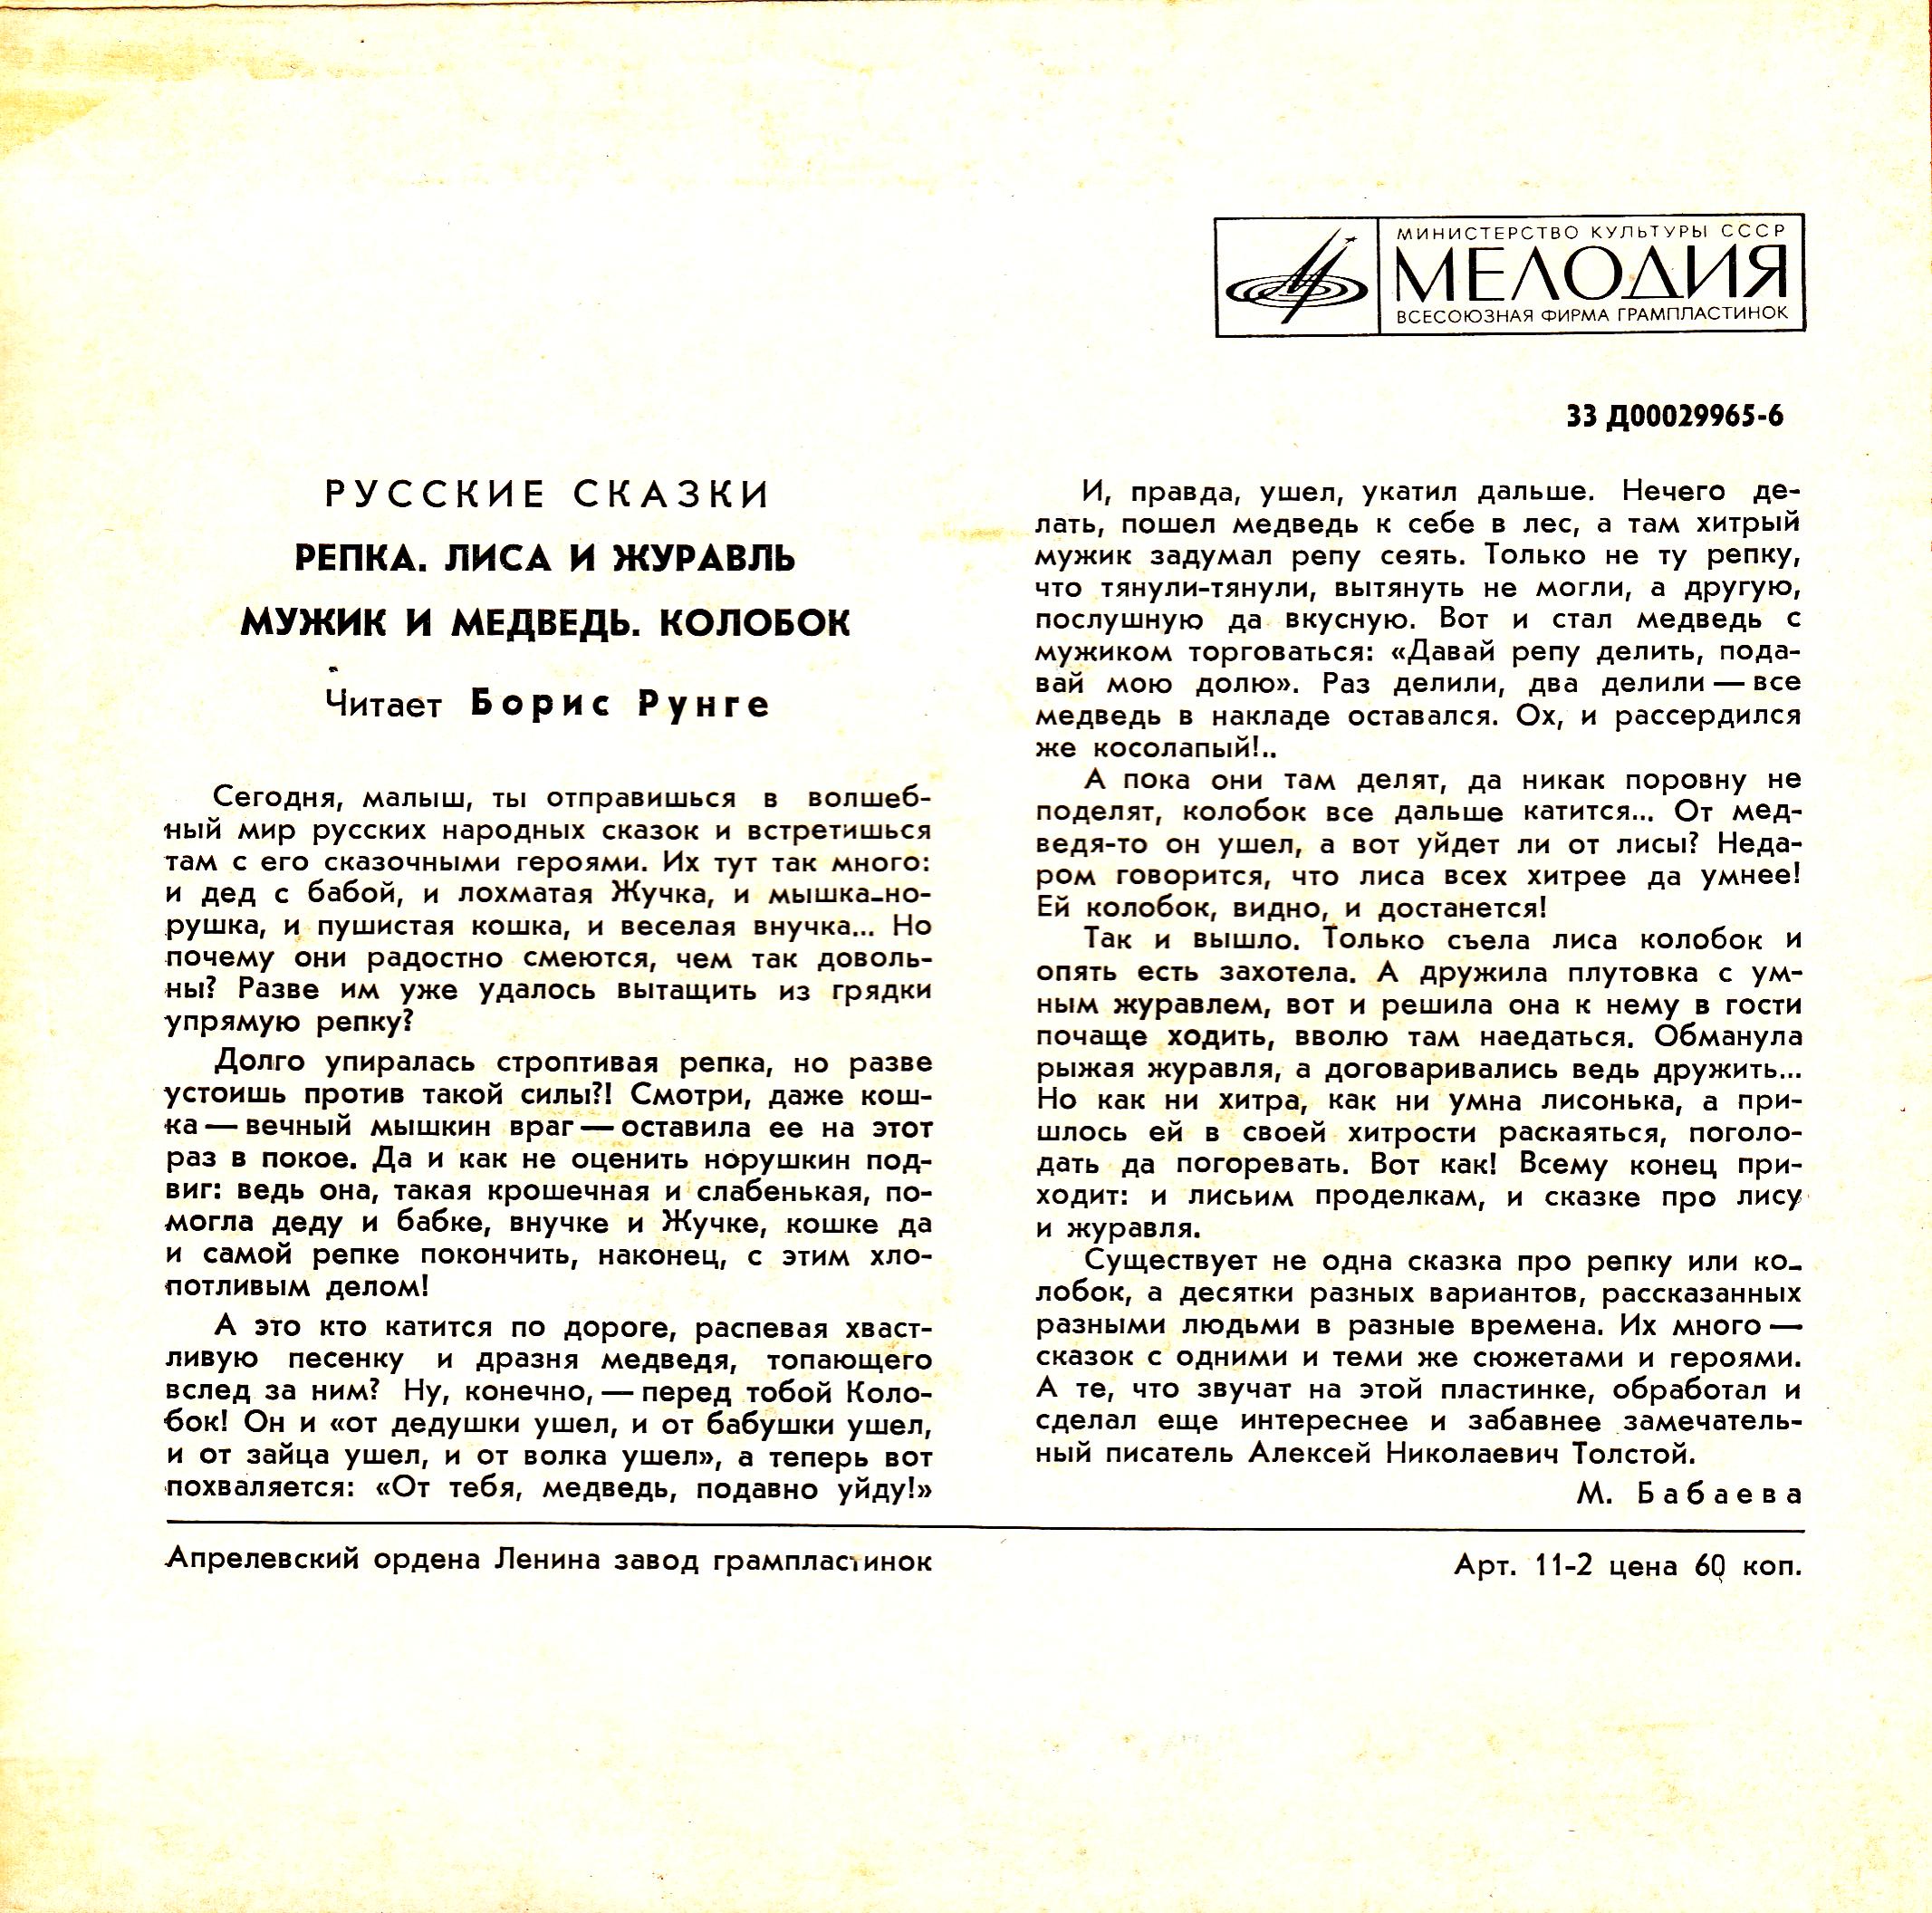 МИНИСТЕРСТВО КУЛЬТУРЫ СССР
МЕЛОДИЯ
ВСЕСОЮЗНАЯ ФИРМА ГРАМПЛАСТИНОК
33 Д00029965-6
РУССКИЕ СКАЗКИ
РЕПКА. ЛИСА И ЖУРАВЛЬ
МУЖИК И МЕДВЕДЬ. КОЛОБОК
Читает Борис Рунге
Сегодня, малыш, ты отправишься в волшеб-
ный мир русских народных сказок и встретишься
там с его сказочными героями. Их тут так много:
и дед с бабой, и лохматая Жучка, и мышка-но-
рушка, и пушистая кошка, и веселая внучка... Но
почему они радостно смеются, чем так доволь-
ны? Разве им уже удалось вытащить из грядки
упрямую репку?
Долго упиралась строптивая репка, но разве
устоишь против такой силы?! Смотри, даже кош-
ка — вечный мышкин враг — оставила ее на этот
раз в покое. Да и как не оценить норушкин под-
виг: ведь она, такая крошечная и слабенькая, по-
могла деду и бабке, внучке и Жучке, кошке да
и самой репке покончить, наконец, с этим хло-
потливым делом!
А это кто катится по дороге, распевая хваст-
ливую песенку и дразня медведя, топающего
вслед за ним? Ну, конечно, — перед тобой Коло-
бок! Он и «от дедушки ушел, и от бабушки ушел,
и от зайца ушел, и от волка ушел», а теперь вот
похваляется: «От тебя, медведь, подавно уйду!»
И, правда, ушел, укатил дальше. Нечего де-
лать, пошел медведь к себе в лес, а там хитрый
мужик задумал репу сеять. Только не ту репку,
что тянули-тянули, вытянуть не могли, а другую,
послушную да вкусную. Вот и стал медведь с
мужиком торговаться: «Давай репу делить, пода-
вай мою долю». Раз делили, два делили — все
медведь в накладе оставался. Ох, и рассердился
же косолапый!..
А пока они там делят, да никак поровну не
поделят, колобок все дальше катится... От мед-
ведя-то он ушел, а вот уйдет ли от лисы? Неда-
ром говорится, что лиса всех хитрее да умнее!
Ей колобок, видно, и достанется!
Так и вышло. Только съела лиса колобок и
опять есть захотела. А дружила плутовка с ум-
ным журавлем, вот и решила она к нему в гости
почаще ходить, вволю там наедаться. Обманула
рыжая журавля, а договаривались ведь дружить...
Но как ни хитра, как ни умна лисонька, а при-
шлось ей в своей хитрости раскаяться, поголо-
дать да погоревать. Вот как! Всему конец при-
ходит: и лисьим проделкам, и сказке про лису
и журавля.
Существует не одна сказка про репку или ко-
лобок, а десятки разных вариантов, рассказанных
разными людьми в разные времена. Их много —
сказок с одними и теми же сюжетами и героями.
А те, что звучат на этой пластинке, обработал и
сделал еще интереснее и забавнее замечатель-
ный писатель Алексей Николаевич Толстой.
М. Бабаева
Апрелевский ордена Ленина завод грампластинок
Арт. 11-2 цена 60 коп.